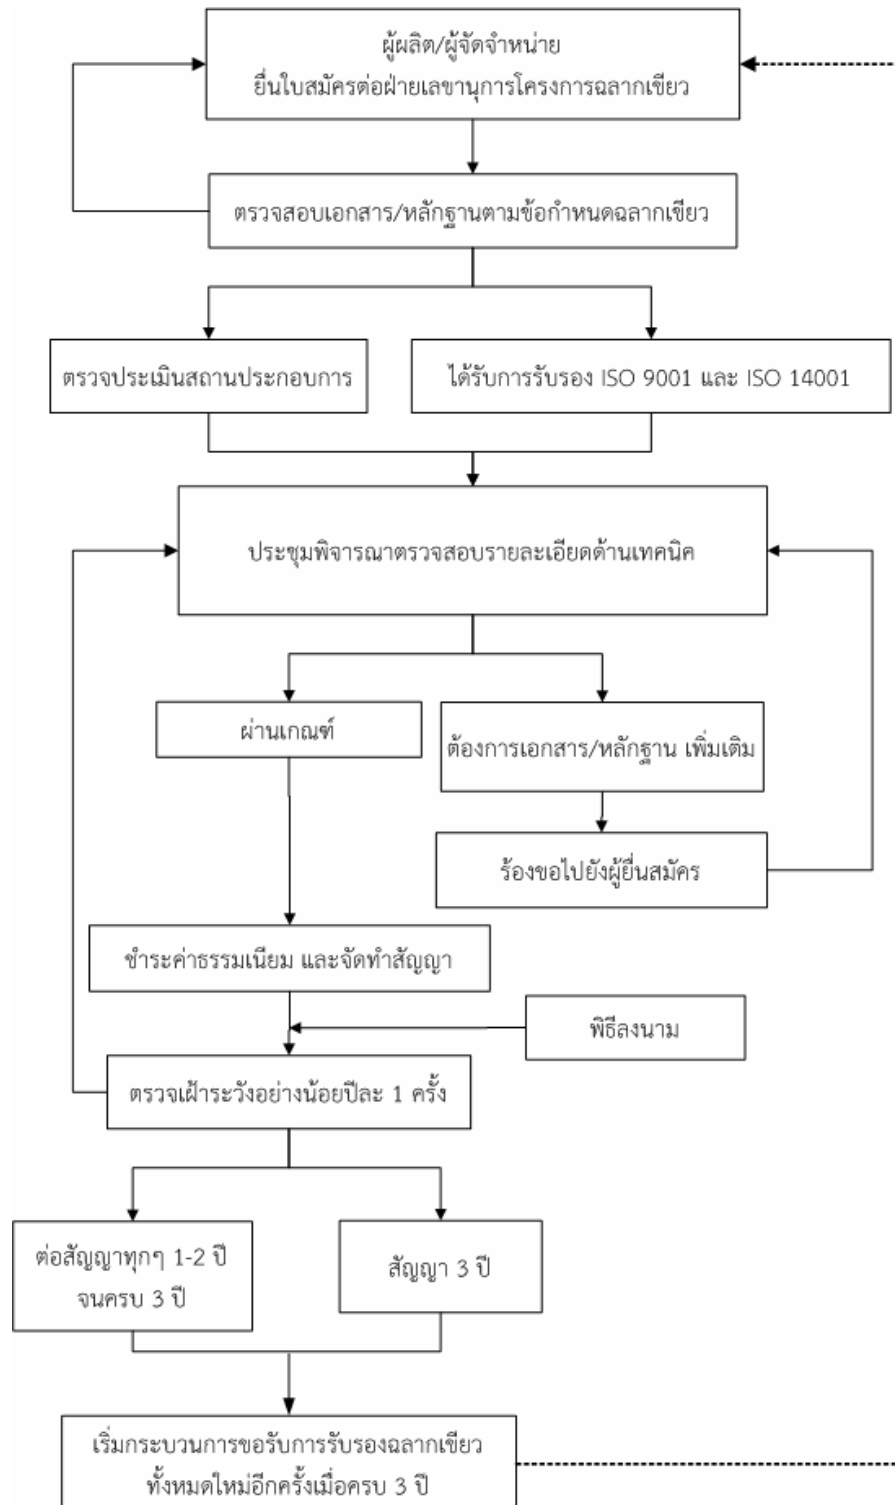 ผู้ผลิต/ผู้จัดจำหน่าย
ยื่นใบสมัครต่อฝ่ายเลขานุการโครงการฉลากเขียว
ตรวจสอบเอกสาร/หลักฐานตามข้อกำหนดฉลากเขียว
ตรวจประเมินสถานประกอบการ
ได้รับการรับรอง ISO 9001 และ ISO 14001
ประชุมพิจารณาตรวจสอบรายละเอียดด้านเทคนิค
ผ่านเกณฑ์
ต้องการเอกสาร/หลักฐาน เพิ่มเติม
ร้องขอไปยังผู้ยื่นสมัคร
ชำระค่าธรรมเนียม และจัดทำสัญญา
พิธีลงนาม
ตรวจเฝ้าระวังอย่างน้อยปีละ 1 ครั้ง
ต่อสัญญาทุกๆ 1-2 ปี
จนครบ 3 ปี
สัญญา 3 ปี
เริ่มกระบวนการขอรับการรับรองฉลากเขียว
ทั้งหมดใหม่อีกครั้งเมื่อครบ 3 ปี